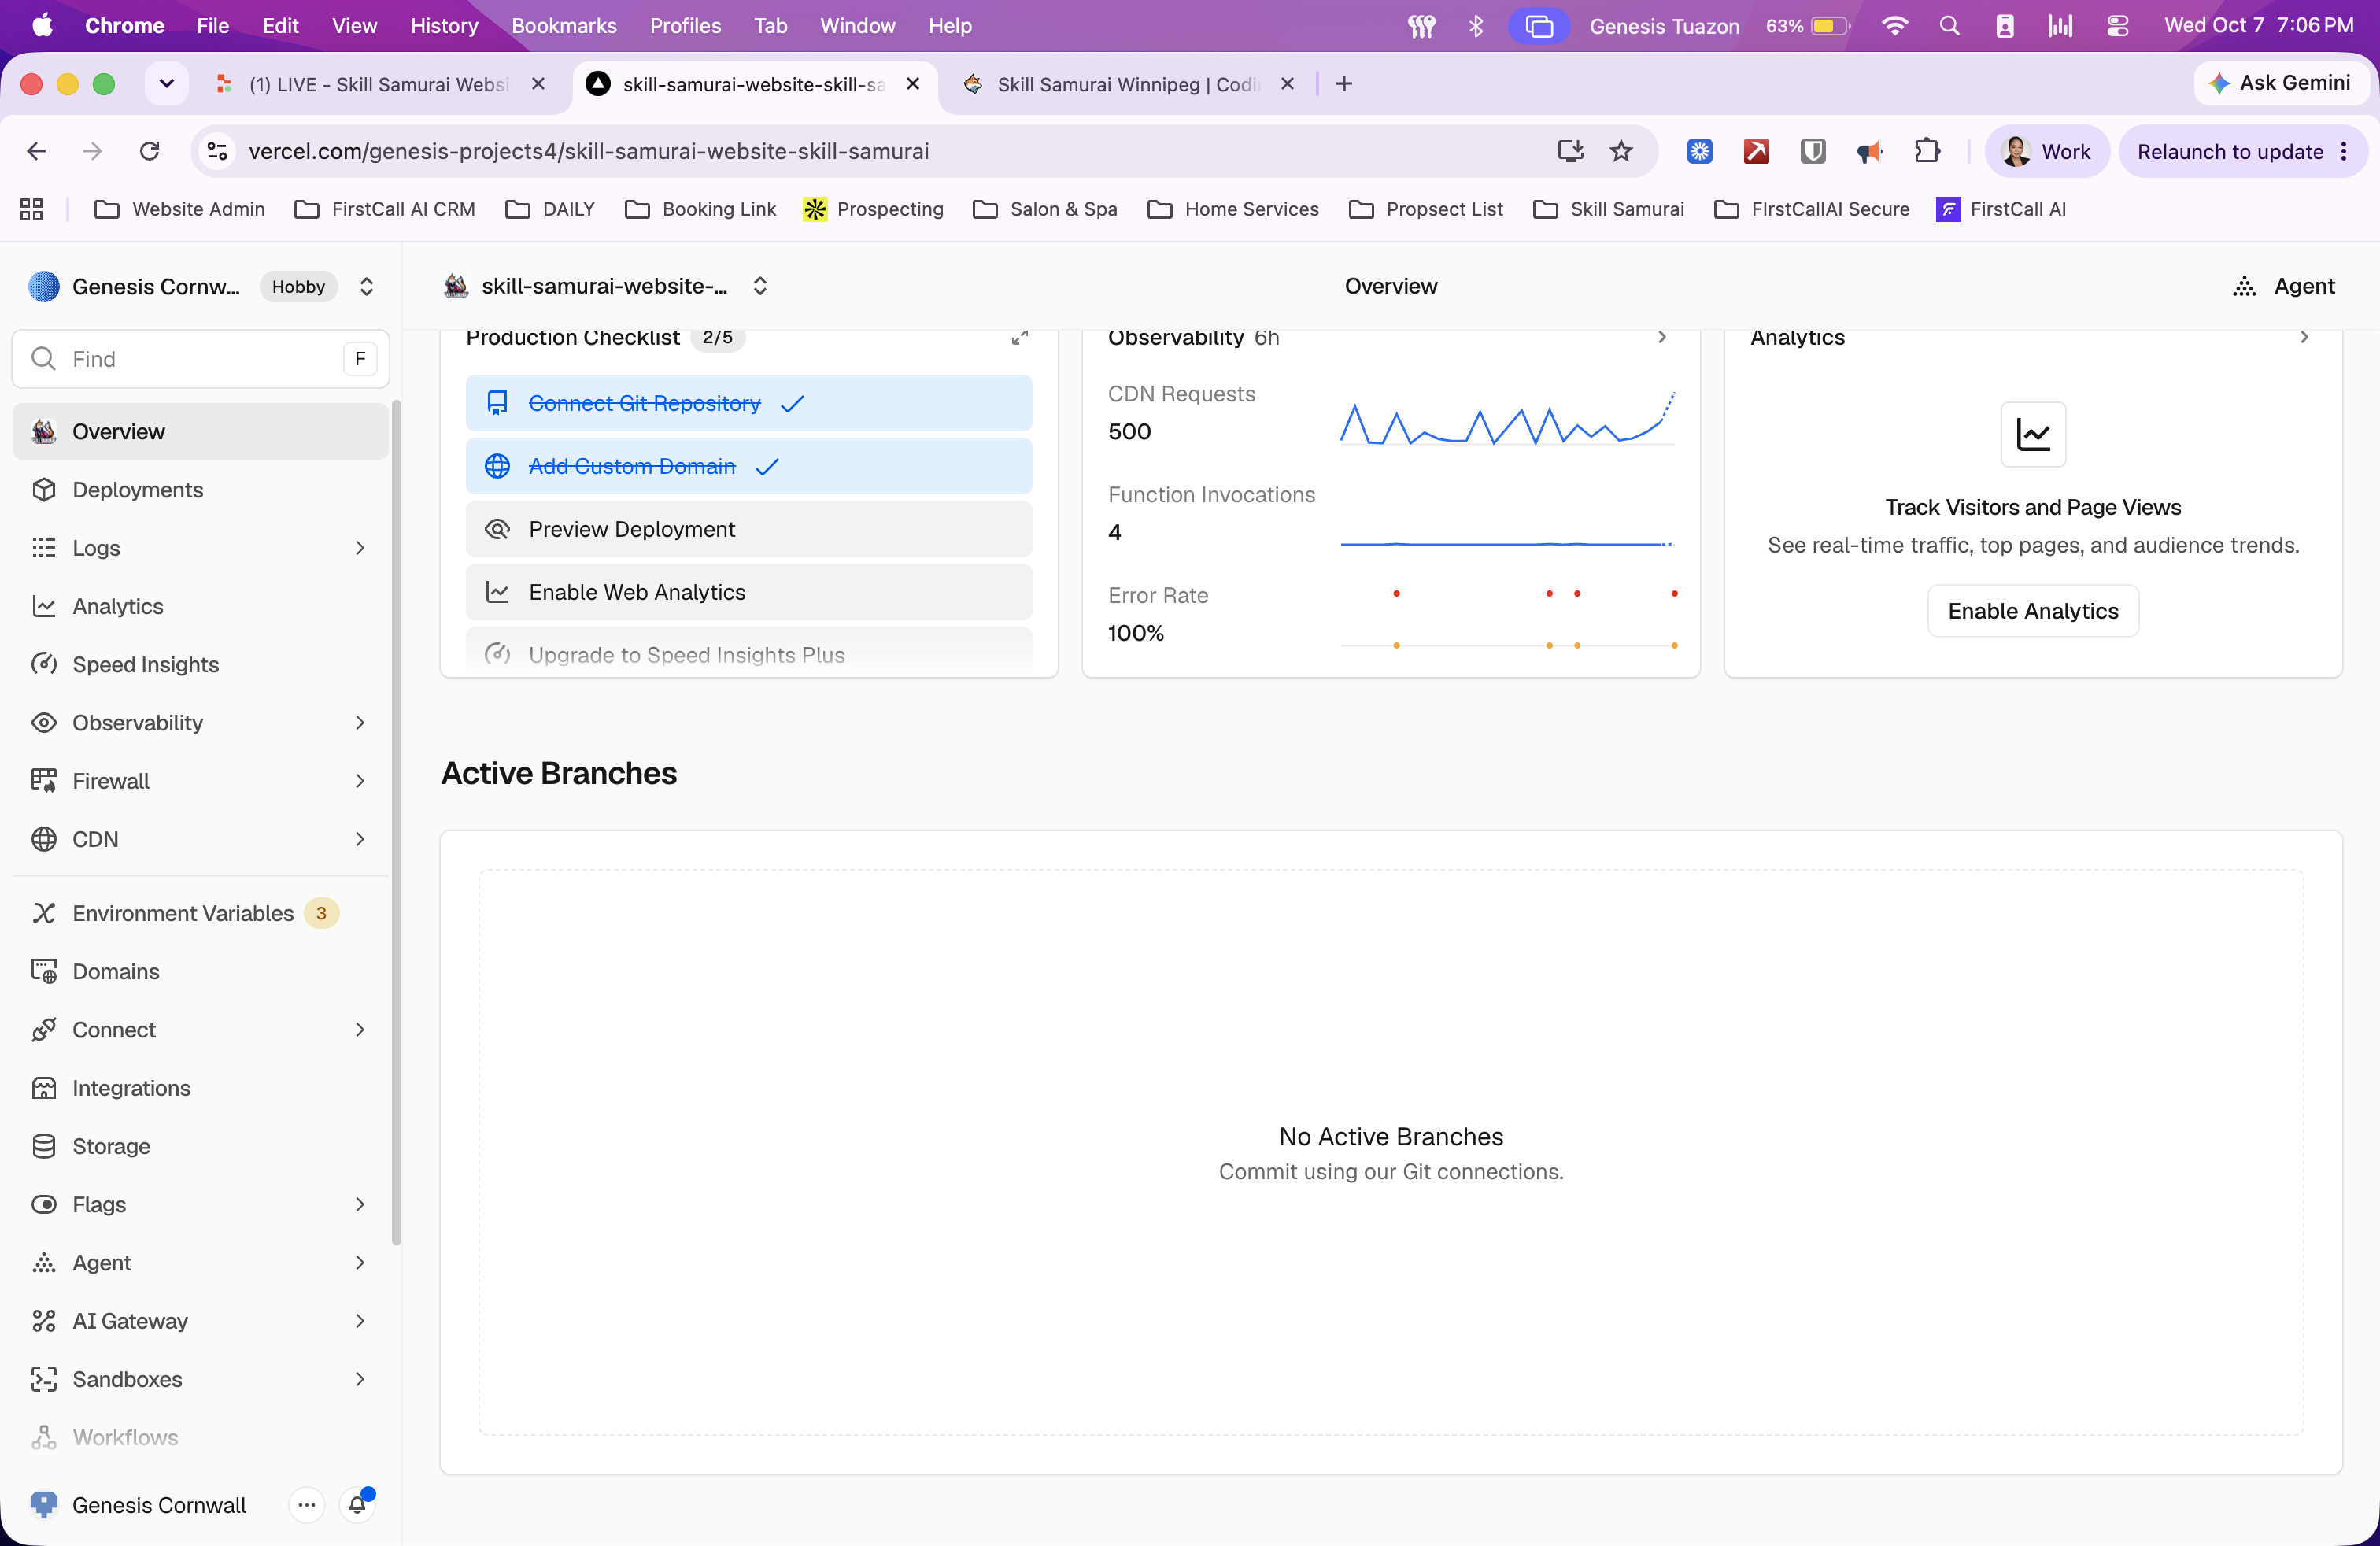 Chrome File Edit View History Bookmarks Profiles Tab Window Help Genesis Tuazon 63% Wed Oct 7 7:06 PM
(1) LIVE - Skill Samurai Websi skill-samurai-website-skill-sa Skill Samurai Winnipeg | Codi Ask Gemini
vercel.com/genesis-projects4/skill-samurai-website-skill-samurai Work Relaunch to update
Website Admin FirstCall AI CRM DAILY Booking Link Prospecting Salon & Spa Home Services Propsect List Skill Samurai FIrstCallAI Secure FirstCall AI
Genesis Cornw... Hobby
skill-samurai-website-... Overview Agent
Find F
Overview
Deployments
Logs
Analytics
Speed Insights
Observability
Firewall
CDN
Environment Variables 3
Domains
Connect
Integrations
Storage
Flags
Agent
AI Gateway
Sandboxes
Workflows
Genesis Cornwall
Production Checklist 2/5
Connect Git Repository
Add Custom Domain
Preview Deployment
Enable Web Analytics
Upgrade to Speed Insights Plus
Observability 6h
CDN Requests
500
Function Invocations
4
Error Rate
100%
Analytics
Track Visitors and Page Views
See real-time traffic, top pages, and audience trends.
Enable Analytics
Active Branches
No Active Branches
Commit using our Git connections.